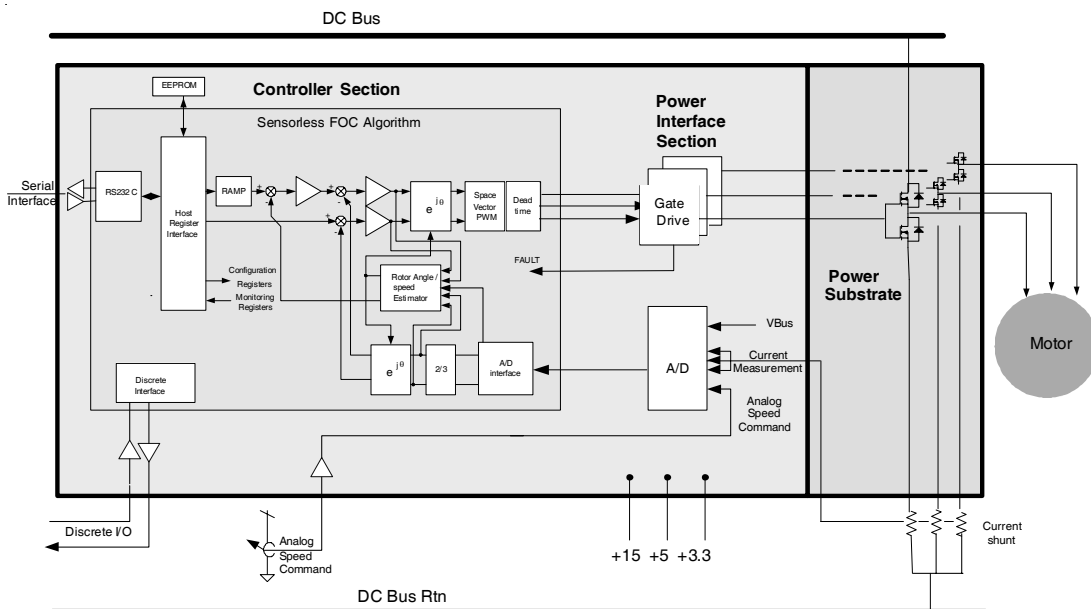 DC Bus
EEPROM
Controller Section
Sensorless FOC Algorithm
Power
Interface
Section
Serial
Interface
RS232 C
Host
Register
Interface
RAMP
+
-
+
-
+
-
e jθ
Space
Vector
PWM
Dead
time
Gate
Drive
FAULT
Configuration
Registers
Monitoring
Registers
Rotor Angle /
speed
Estimator
Power
Substrate
VBus
Current
Measurement
A/D
Analog
Speed
Command
Motor
e jθ
2/3
A/D
interface
Discrete
Interface
Discrete I/O
Analog
Speed
Command
+15
+5
+3.3
Current
shunt
DC Bus Rtn